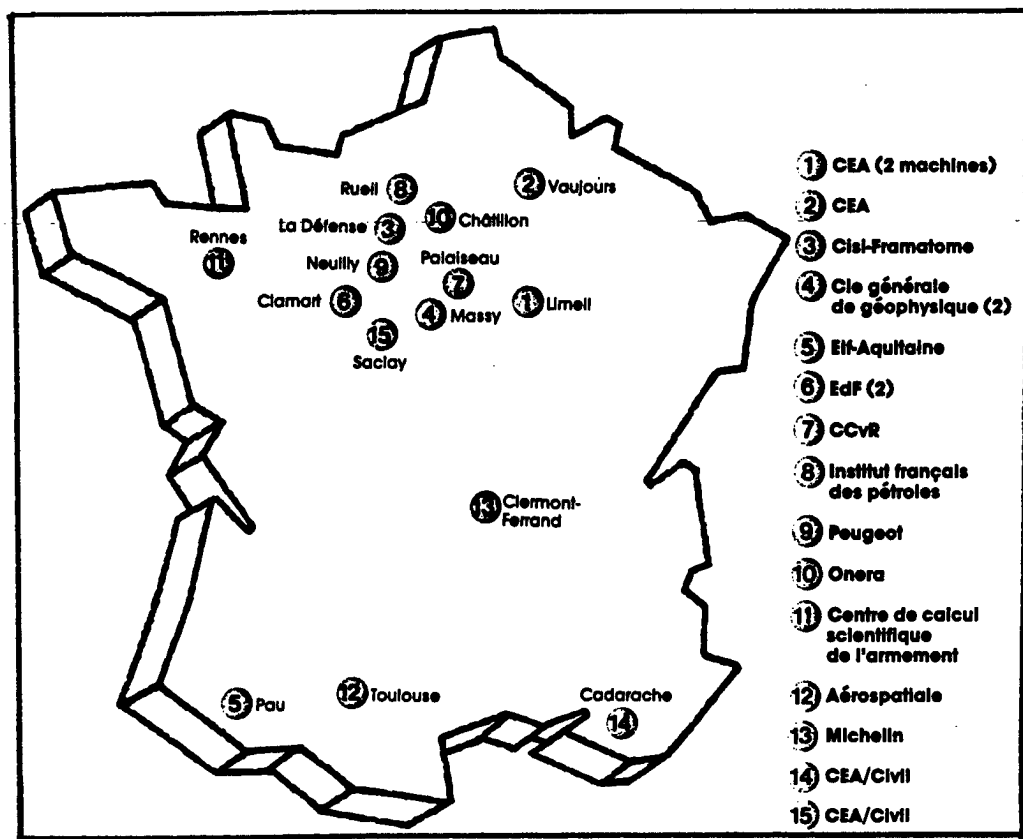 Rueil 8
2 Vaujours
La Défense 3
10 Châtillon
Rennes
11
Neuilly 9
Palaiseau
7
Clamart 6
4 Massy
1 Limeil
15
Saclay
13 Clermont-
Ferrand
5 Pau
12 Toulouse
Cadarache
14
1 CEA (2 machines)
2 CEA
3 Cisi-Framatome
4 Cie générale
de géophysique (2)
5 Elf-Aquitaine
6 EdF (2)
7 CCvR
8 Institut français
des pétroles
9 Peugeot
10 Onera
11 Centre de calcul
scientifique
de l'armement
12 Aérospatiale
13 Michelin
14 CEA/Civil
15 CEA/Civil